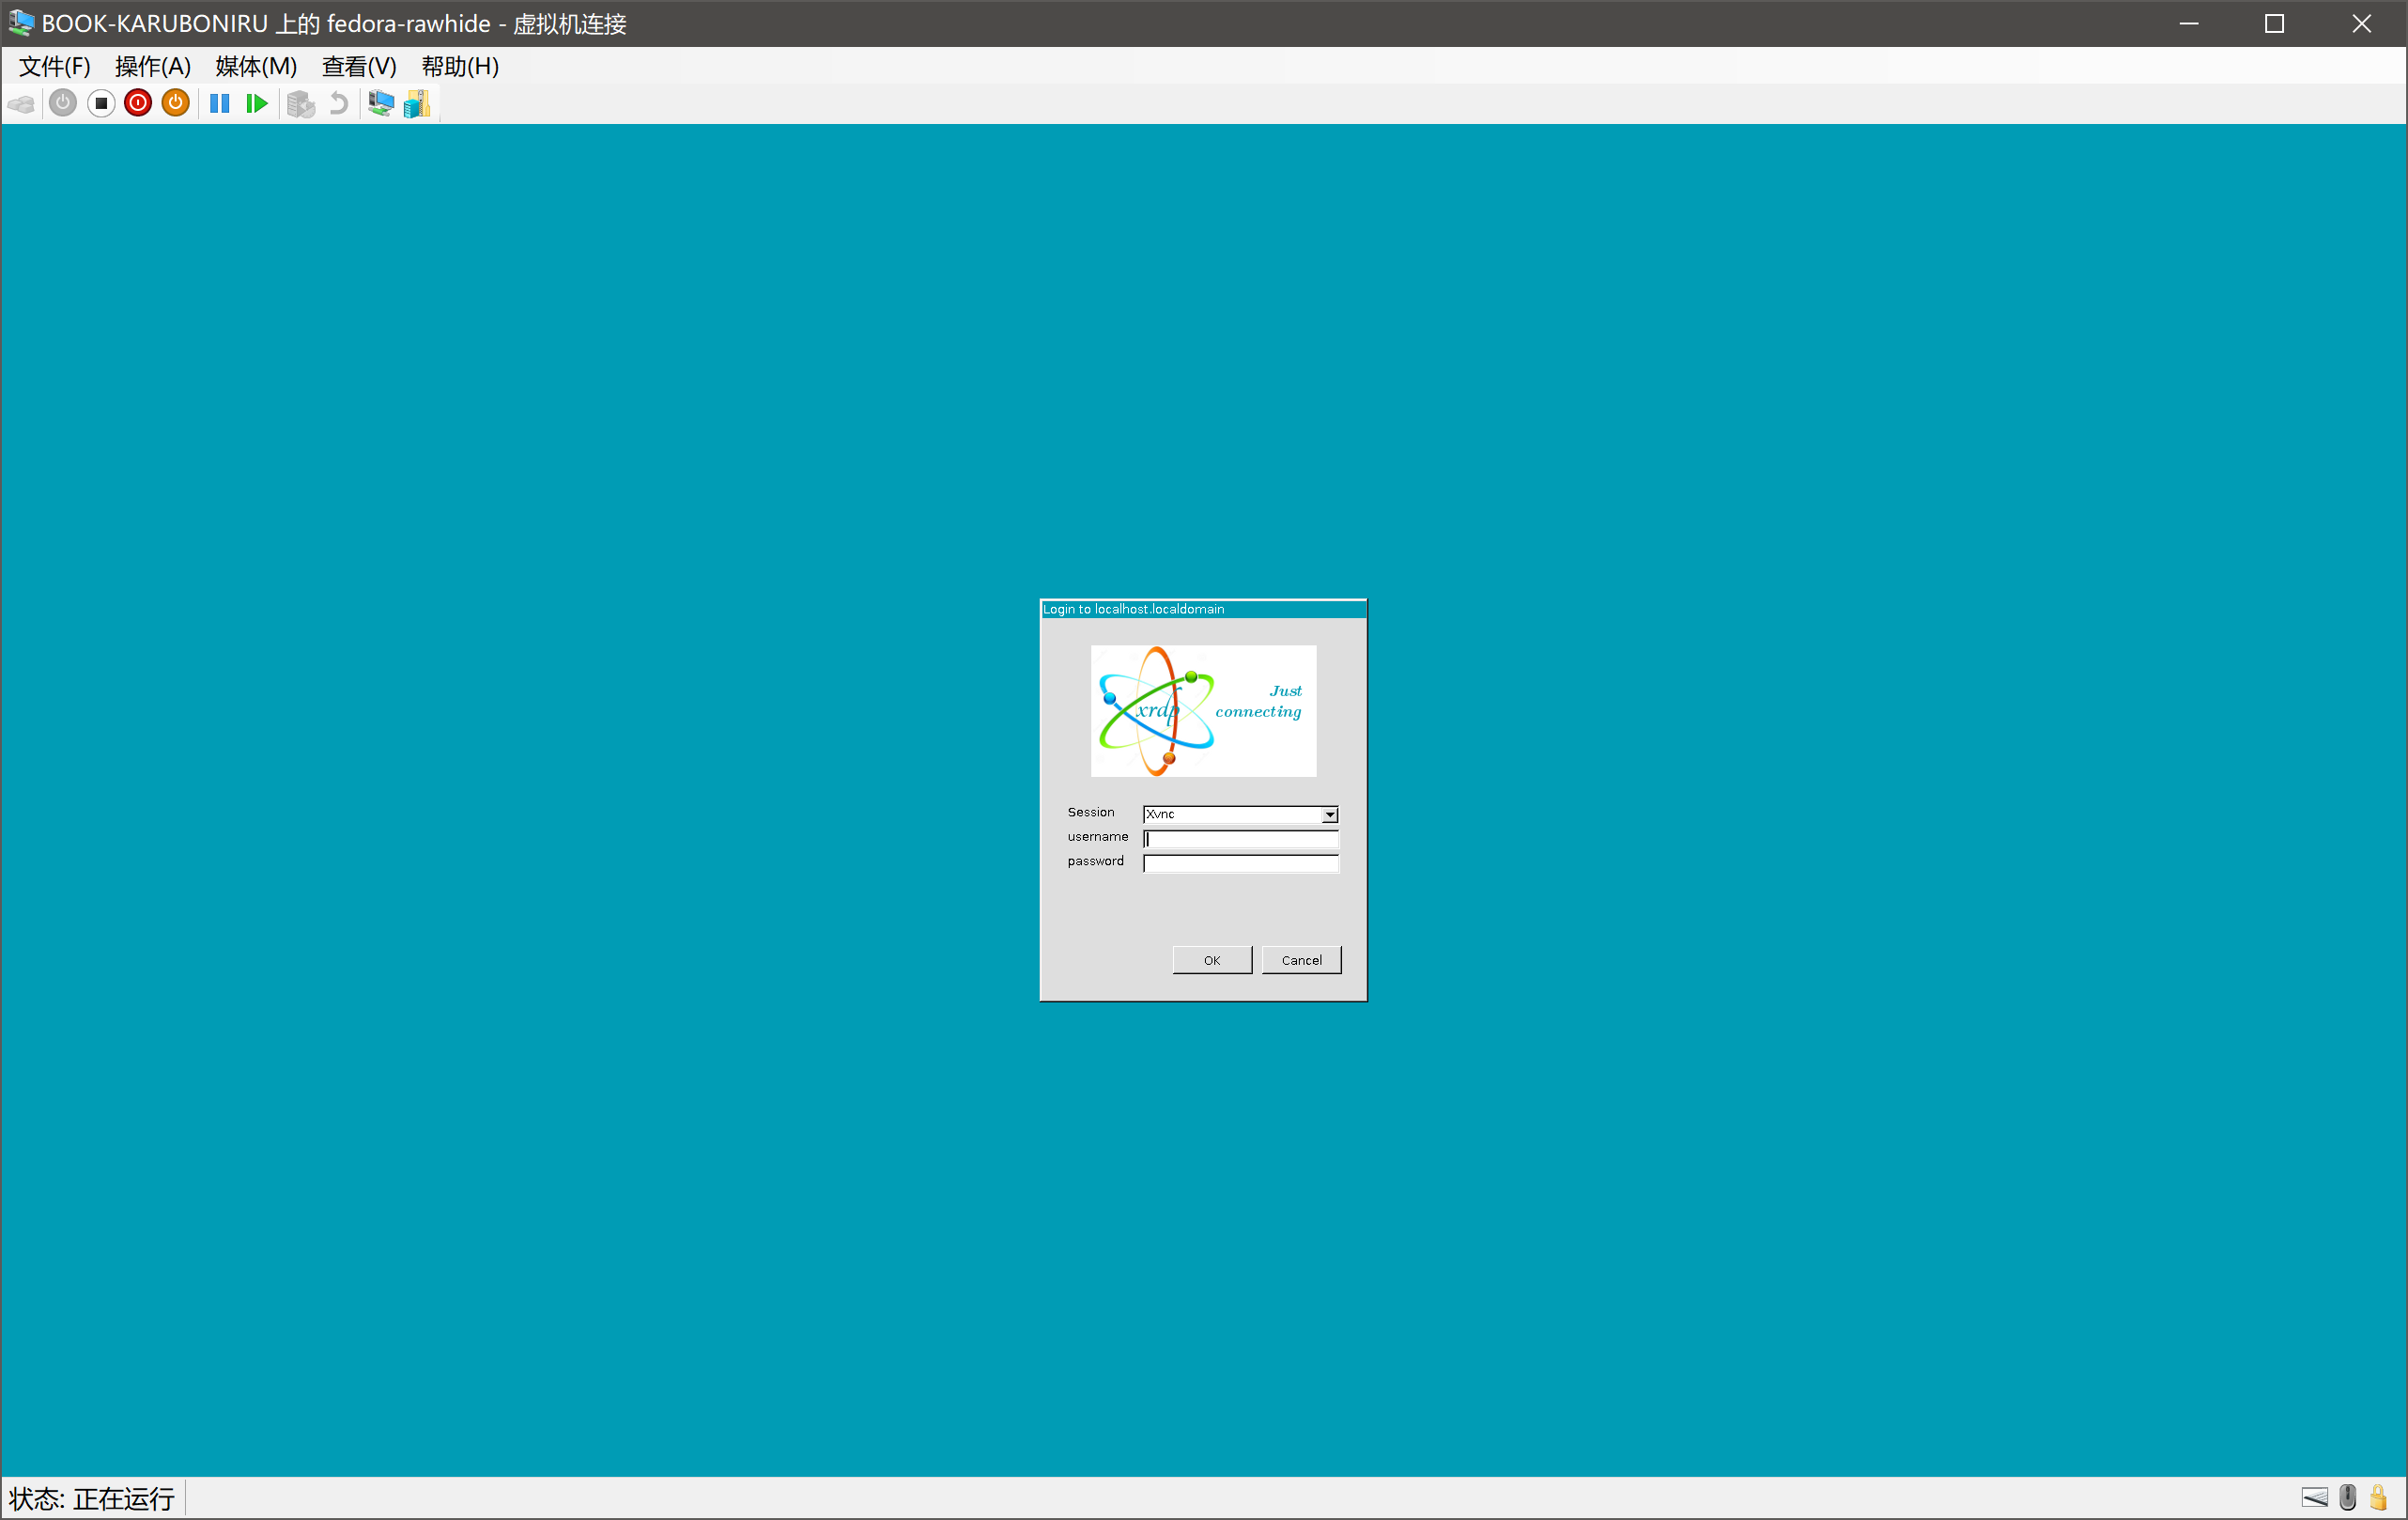 BOOK-KARUBONIRU 上的 fedora-rawhide - 虚拟机连接
文件(F) 操作(A) 媒体(M) 查看(V) 帮助(H)
Login to localhost.localdomain
xrdp
Just
connecting
Session Xvnc
username
password
OK Cancel
状态: 正在运行